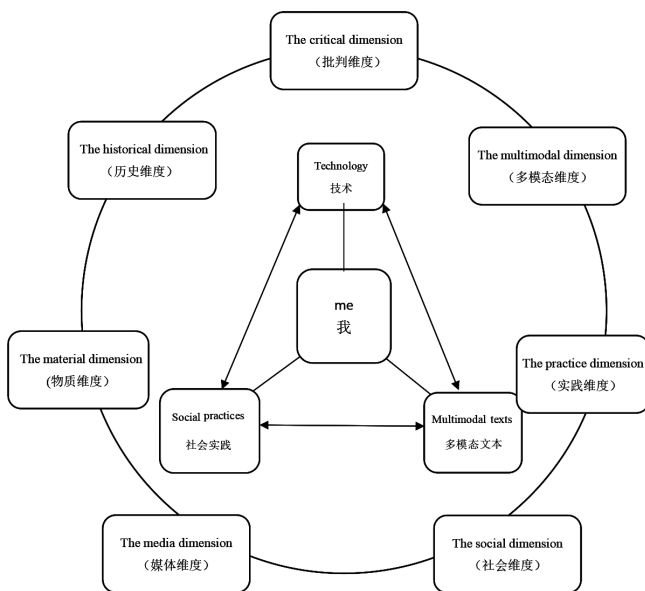 The critical dimension
（批判维度）
The historical dimension
（历史维度）
The multimodal dimension
（多模态维度）
Technology
技术
me
我
The material dimension
(物质维度）
The practice dimension
（实践维度）
Social practices
社会实践
Multimodal texts
多模态文本
The media dimension
（媒体维度）
The social dimension
（社会维度）